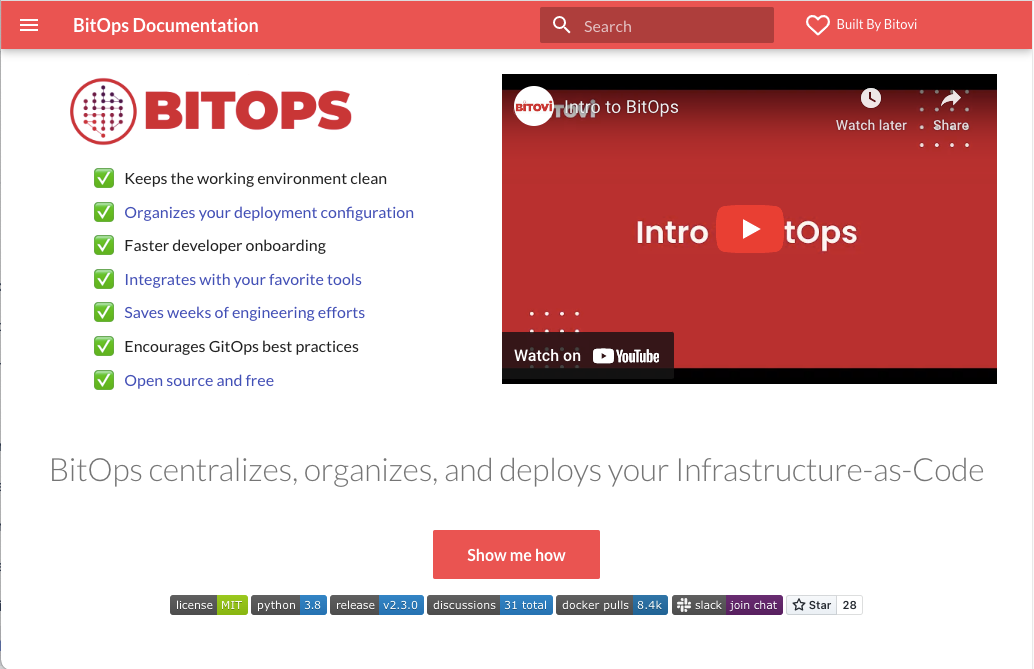 BitOps Documentation
Search
Built By Bitovi
BITOPS
Keeps the working environment clean
Organizes your deployment configuration
Faster developer onboarding
Integrates with your favorite tools
Saves weeks of engineering efforts
Encourages GitOps best practices
Open source and free
BITOVI
Intro to BitOps
Watch later
Share
Intro tOps
Watch on YouTube
BitOps centralizes, organizes, and deploys your Infrastructure-as-Code
Show me how
license MIT python 3.8 release v2.3.0 discussions 31 total docker pulls 8.4k slack join chat Star 28